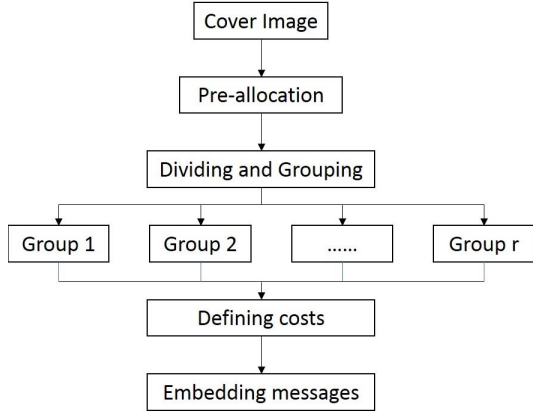 Cover Image
Pre-allocation
Dividing and Grouping
Group 1
Group 2
......
Group r
Defining costs
Embedding messages